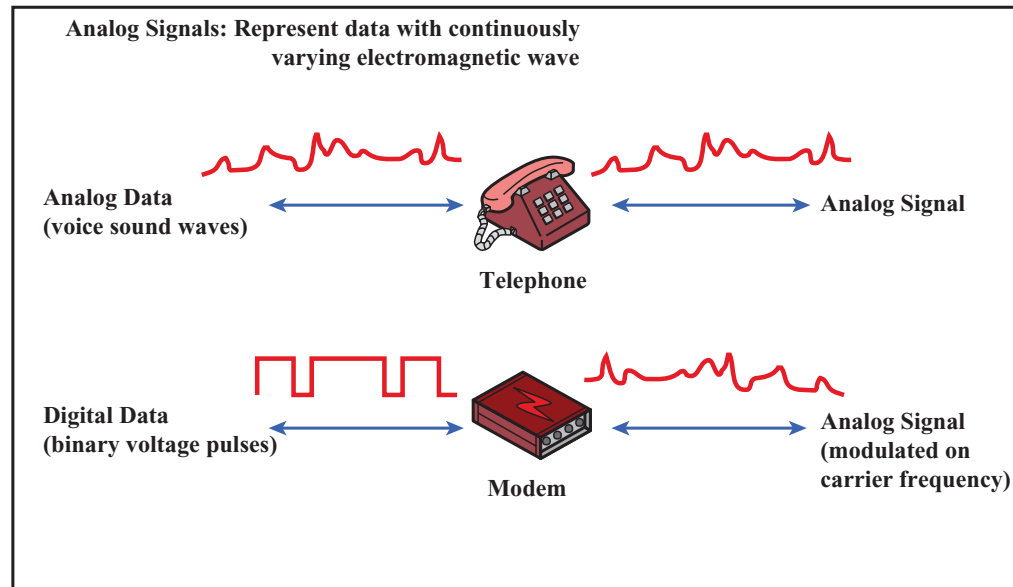 Analog Signals: Represent data with continuously
varying electromagnetic wave
Analog Data
(voice sound waves)
Telephone
Analog Signal
Digital Data
(binary voltage pulses)
Modem
Analog Signal
(modulated on
carrier frequency)